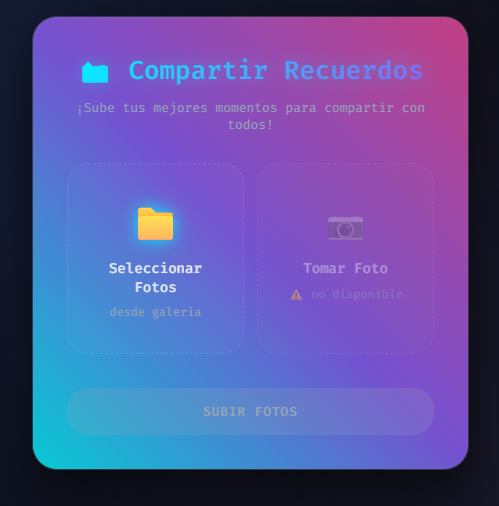 Compartir Recuerdos
¡Sube tus mejores momentos para compartir con
todos!
Seleccionar
Fotos
desde galeria
Tomar Foto
no disponible
SUBIR FOTOS